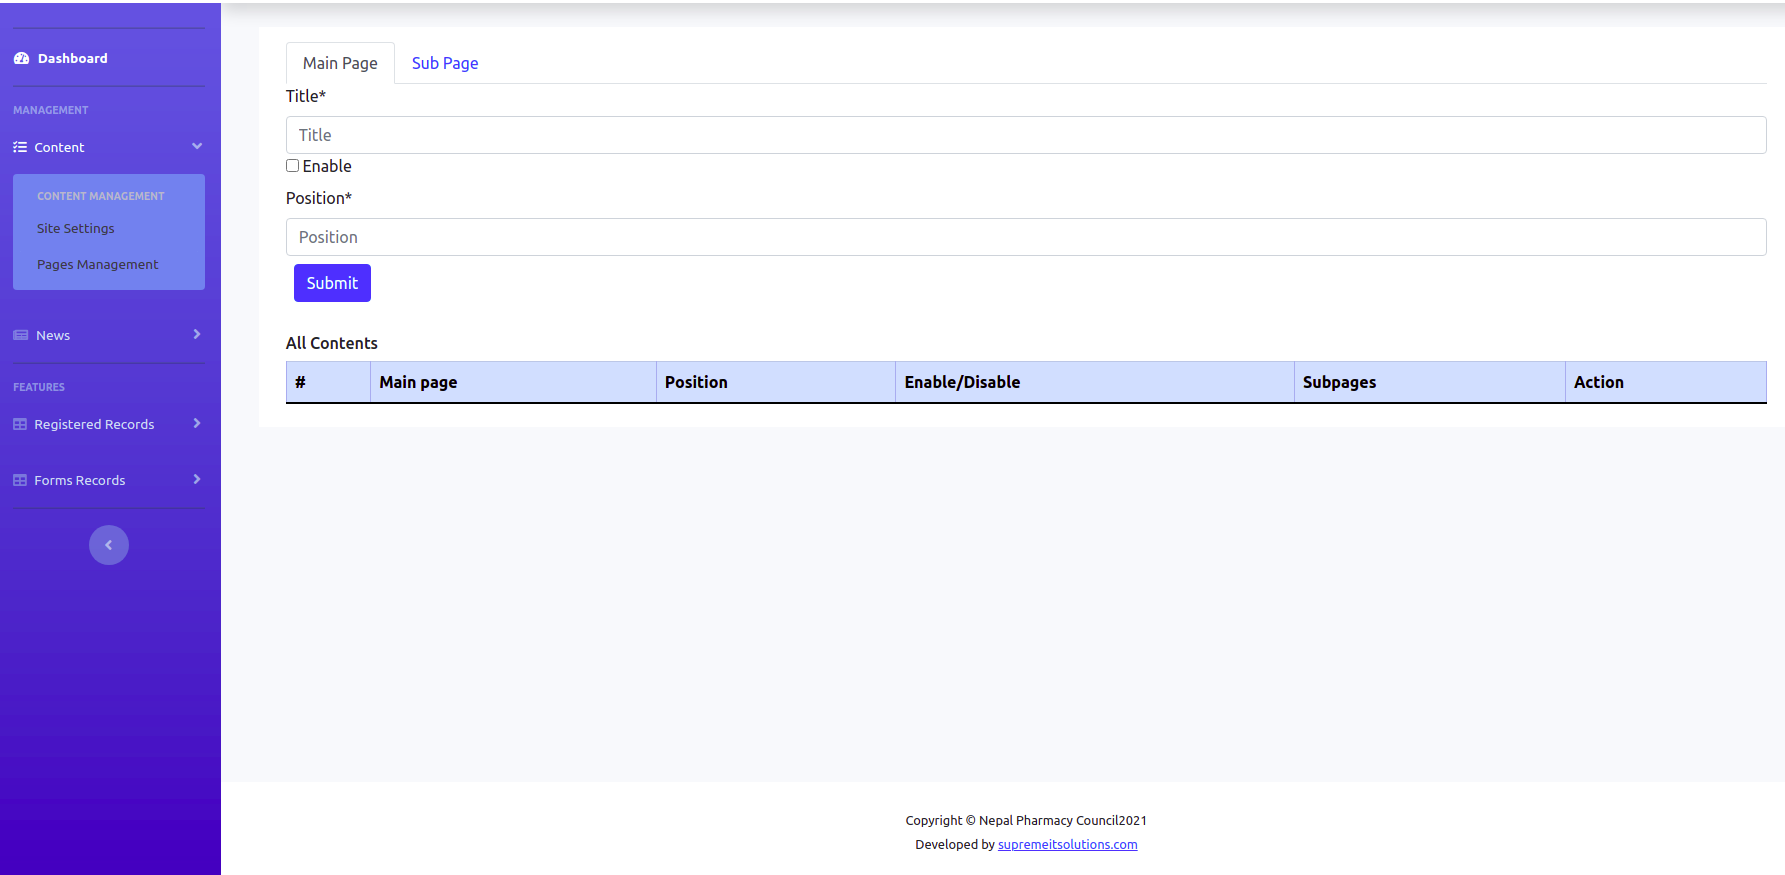 Dashboard
MANAGEMENT
Content
CONTENT MANAGEMENT
Site Settings
Pages Management
News
FEATURES
Registered Records
Forms Records
Main Page Sub Page
Title*
Title
Enable
Position*
Position
Submit
All Contents
# Main page Position Enable/Disable Subpages Action
Copyright © Nepal Pharmacy Council2021
Developed by supremeitsolutions.com